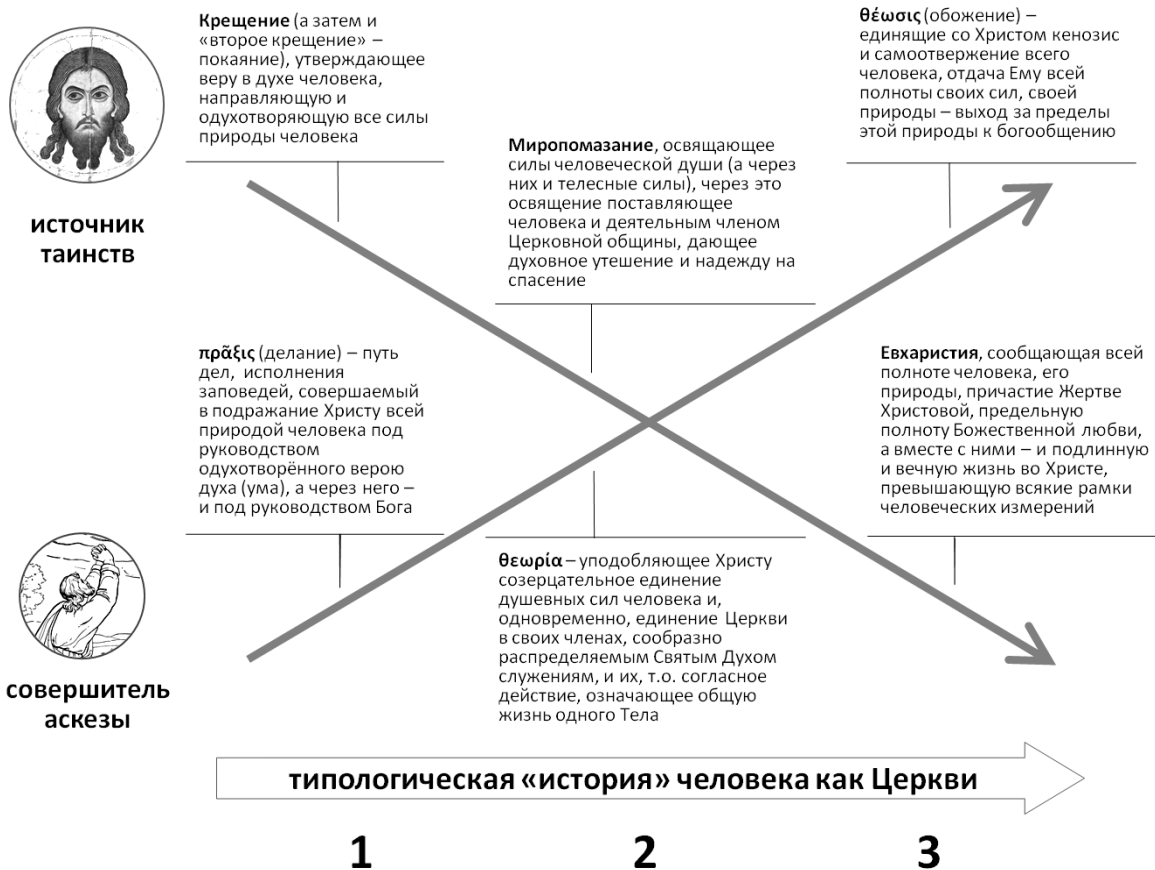 Крещение (а затем и
«второе крещение» –
покаяние), утверждающее
веру в духе человека,
направляющую и
одухотворяющую все силы
природы человека
Миропомазание, освящающее
силы человеческой души (а через
них и телесные силы), через это
освящение поставляющее
человека и деятельным членом
Церковной общины, дающее
духовное утешение и надежду на
спасение
θέωσις (обожение) –
единящие со Христом кенозис
и самоотвержение всего
человека, отдача Ему всей
полноты своих сил, своей
природы – выход за пределы
этой природы к богообщению
источник
таинств
πρᾶξις (делание) – путь
дел, исполнения
заповедей, совершаемый
в подражание Христу всей
природой человека под
руководством
одухотворённого верою
духа (ума), а через него –
и под руководством Бога
θεωρία – уподобляющее Христу
созерцательное единение
душевных сил человека и,
одновременно, единение Церкви
в своих членах, сообразно
распределяемым Святым Духом
служениям, и их, т.о. согласное
действие, означающее общую
жизнь одного Тела
Евхаристия, сообщающая всей
полноте человека, его
природы, причастие Жертве
Христовой, предельную
полноту Божественной любви,
а вместе с ними – и подлинную
и вечную жизнь во Христе,
превышающую всякие рамки
человеческих измерений
совершитель
аскезы
типологическая «история» человека как Церкви
1 2 3